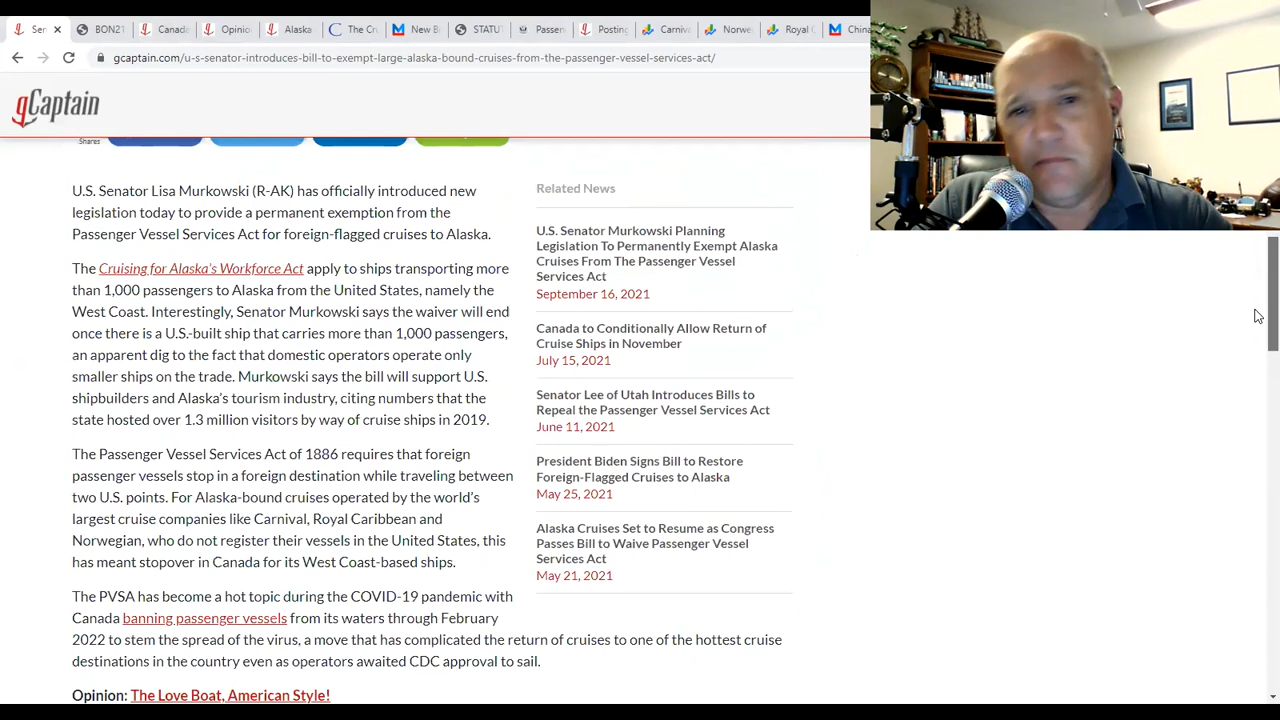 Ser
BON21
Canada
Opinio
Alaska
The Cr
New B
STATU
Passen
Posting
Carniva
Norwe
Royal C
China
gcaptain.com/u-s-senator-introduces-bill-to-exempt-large-alaska-bound-cruises-from-the-passenger-vessel-services-act/
gCaptain
Shares
U.S. Senator Lisa Murkowski (R-AK) has officially introduced new
legislation today to provide a permanent exemption from the
Passenger Vessel Services Act for foreign-flagged cruises to Alaska.
The Cruising for Alaska's Workforce Act apply to ships transporting more
than 1,000 passengers to Alaska from the United States, namely the
West Coast. Interestingly, Senator Murkowski says the waiver will end
once there is a U.S.-built ship that carries more than 1,000 passengers,
an apparent dig to the fact that domestic operators operate only
smaller ships on the trade. Murkowski says the bill will support U.S.
shipbuilders and Alaska's tourism industry, citing numbers that the
state hosted over 1.3 million visitors by way of cruise ships in 2019.
The Passenger Vessel Services Act of 1886 requires that foreign
passenger vessels stop in a foreign destination while traveling between
two U.S. points. For Alaska-bound cruises operated by the world's
largest cruise companies like Carnival, Royal Caribbean and
Norwegian, who do not register their vessels in the United States, this
has meant stopover in Canada for its West Coast-based ships.
The PVSA has become a hot topic during the COVID-19 pandemic with
Canada banning passenger vessels from its waters through February
2022 to stem the spread of the virus, a move that has complicated the return of cruises to one of the hottest cruise
destinations in the country even as operators awaited CDC approval to sail.
Opinion: The Love Boat, American Style!
Related News
U.S. Senator Murkowski Planning
Legislation To Permanently Exempt Alaska
Cruises From The Passenger Vessel
Services Act
September 16, 2021
Canada to Conditionally Allow Return of
Cruise Ships in November
July 15, 2021
Senator Lee of Utah Introduces Bills to
Repeal the Passenger Vessel Services Act
June 11, 2021
President Biden Signs Bill to Restore
Foreign-Flagged Cruises to Alaska
May 25, 2021
Alaska Cruises Set to Resume as Congress
Passes Bill to Waive Passenger Vessel
Services Act
May 21, 2021